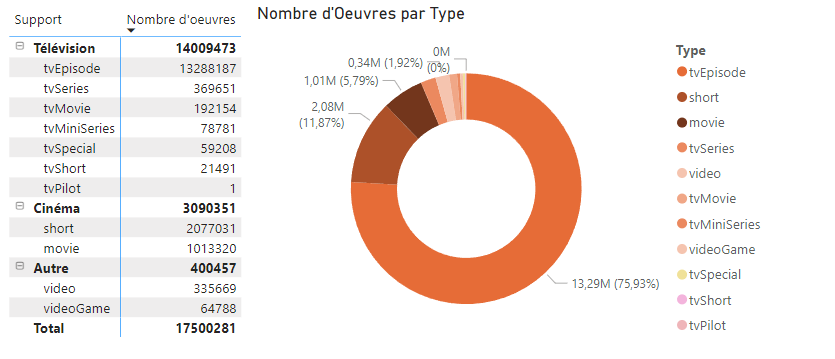 Support Nombre d'oeuvres
Télévision 14009473
tvEpisode 13288187
tvSeries 369651
tvMovie 192154
tvMiniSeries 78781
tvSpecial 59208
tvShort 21491
tvPilot 1
Cinéma 3090351
short 2077031
movie 1013320
Autre 400457
video 335669
videoGame 64788
Total 17500281
Nombre d'Oeuvres par Type
0M
(0%)
0,34M (1,92%)
1,01M (5,79%)
2,08M
(11,87%)
13,29M (75,93%)
Type
tvEpisode
short
movie
tvSeries
video
tvMovie
tvMiniSeries
videoGame
tvSpecial
tvShort
tvPilot